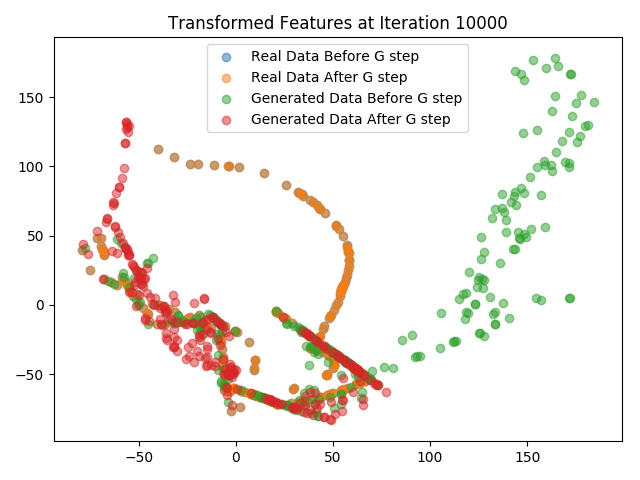 Transformed Features at Iteration 10000
Real Data Before G step
Real Data After G step
Generated Data Before G step
Generated Data After G step
150
100
50
0
−50
−50 0 50 100 150